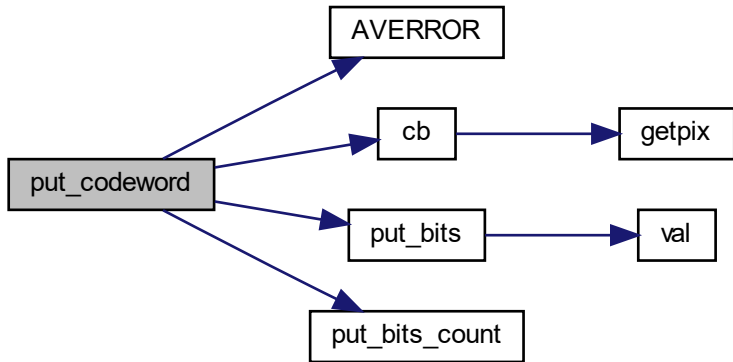 AVERROR
cb
getpix
put_codeword
put_bits
val
put_bits_count